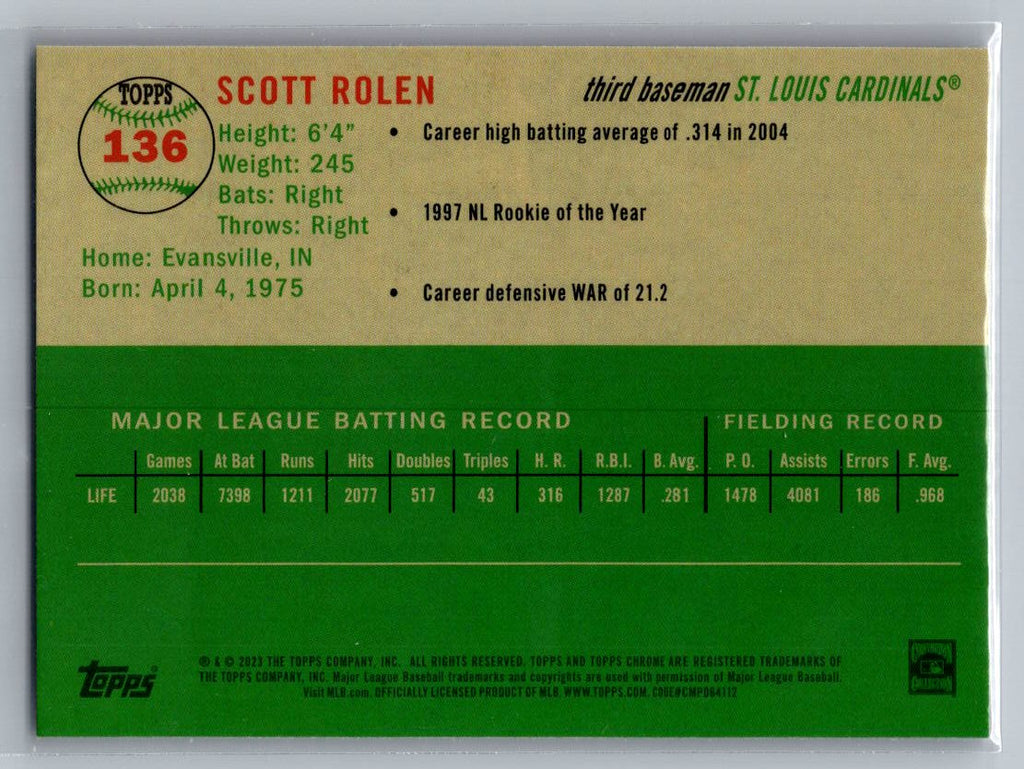 TOPPS
136
SCOTT ROLEN
third baseman ST. LOUIS CARDINALS®
Height: 6'4"
Weight: 245
Bats: Right
Throws: Right
Home: Evansville, IN
Born: April 4, 1975
• Career high batting average of .314 in 2004
• 1997 NL Rookie of the Year
• Career defensive WAR of 21.2
MAJOR LEAGUE BATTING RECORD
FIELDING RECORD
Games At Bat Runs Hits Doubles Triples H. R. R.B.I. B. Avg. P. O. Assists Errors F. Avg.
LIFE 2038 7398 1211 2077 517 43 316 1287 .281 1478 4081 186 .968
topps®
® & © 2023 THE TOPPS COMPANY, INC. ALL RIGHTS RESERVED. TOPPS AND TOPPS CHROME ARE REGISTERED TRADEMARKS OF
THE TOPPS COMPANY, INC. Major League Baseball trademarks and copyrights are used with permission of Major League Baseball.
Visit MLB.com. OFFICIALLY LICENSED PRODUCT OF MLB. WWW.TOPPS.COM. CODE#CMPD64112